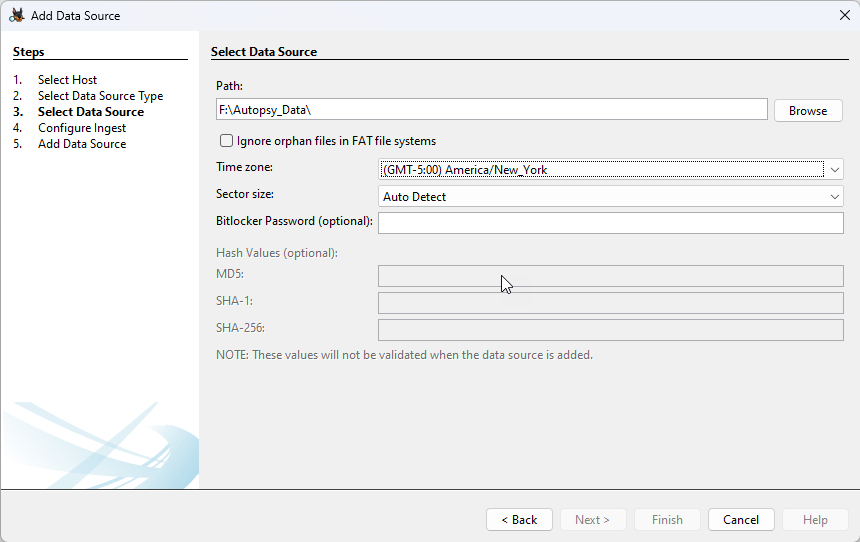 Add Data Source
Steps
1. Select Host
2. Select Data Source Type
3. Select Data Source
4. Configure Ingest
5. Add Data Source
Select Data Source
Path:
F:\Autopsy_Data\
Browse
Ignore orphan files in FAT file systems
Time zone: (GMT-5:00) America/New_York
Sector size: Auto Detect
Bitlocker Password (optional):
Hash Values (optional):
MD5:
SHA-1:
SHA-256:
NOTE: These values will not be validated when the data source is added.
< Back Next > Finish Cancel Help